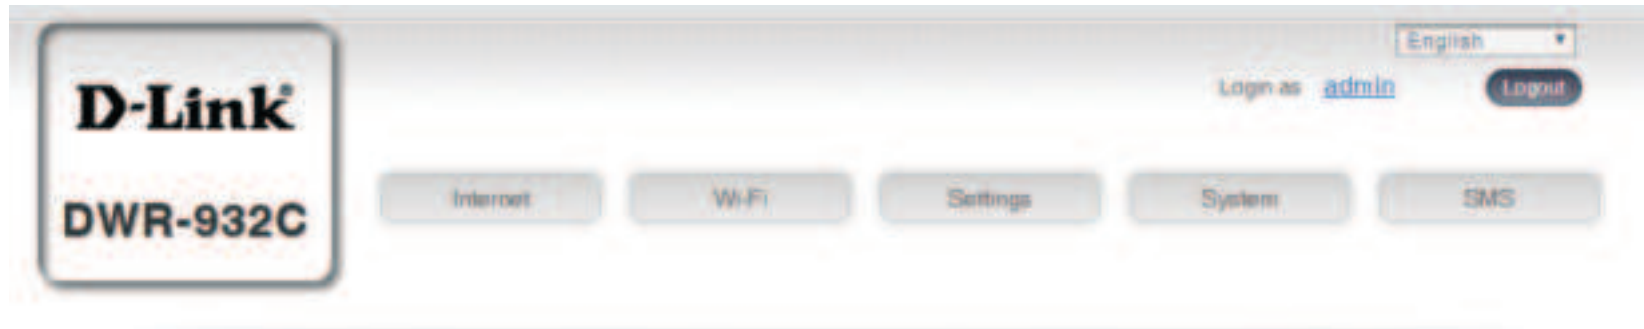 English
Login as admin Logout
D-Link®
DWR-932C
Internet Wi-Fi Settings System SMS